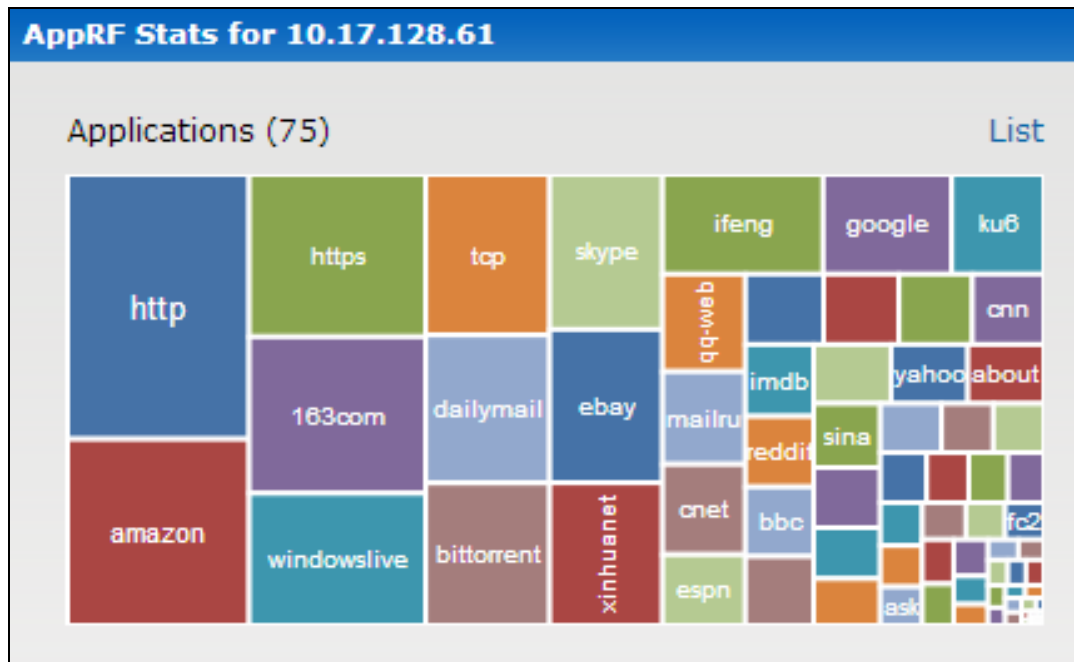 AppRF Stats for 10.17.128.61
Applications (75)
List
http
https
tcp
skype
ifeng
google
ku6
qq-web
cnn
163com
dailymail
ebay
mailru
imdb
yahoo
about
reddit
sina
amazon
windowslive
bittorrent
xinhuanet
cnet
bbc
fc2
espn
ask